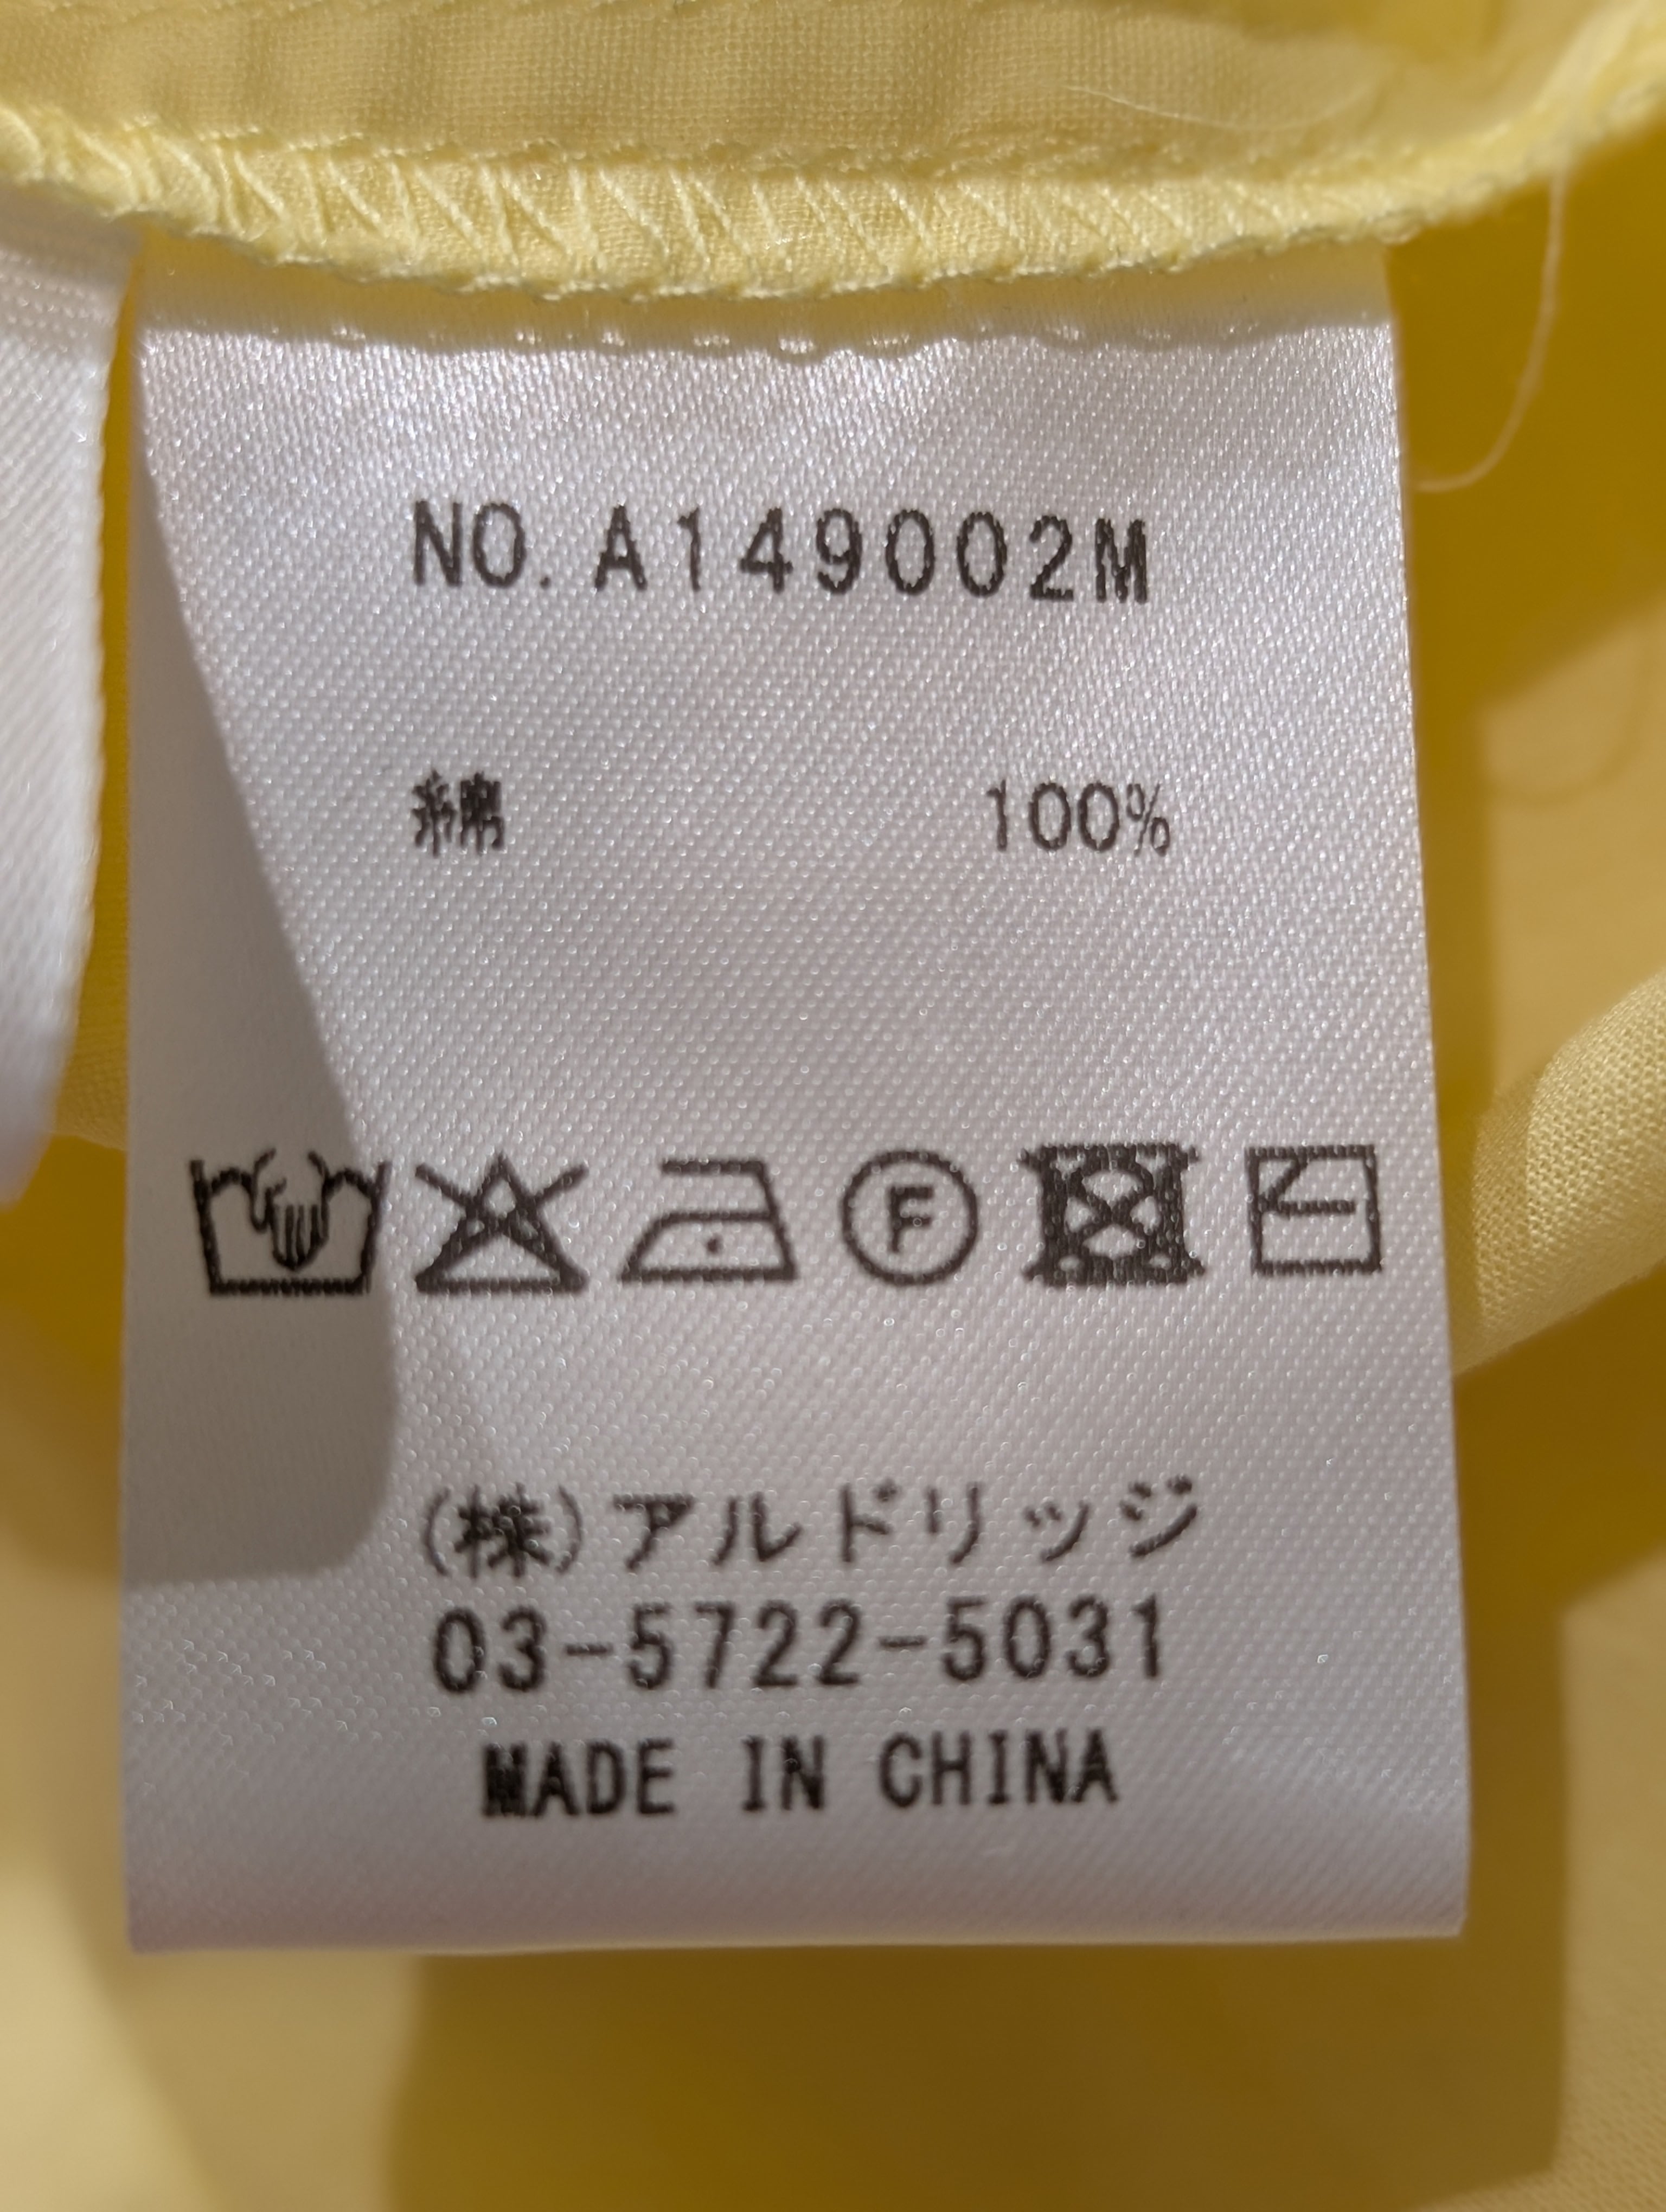 NO. A149002M
綿 100%
F
(株)アルドリッジ
03-5722-5031
MADE IN CHINA